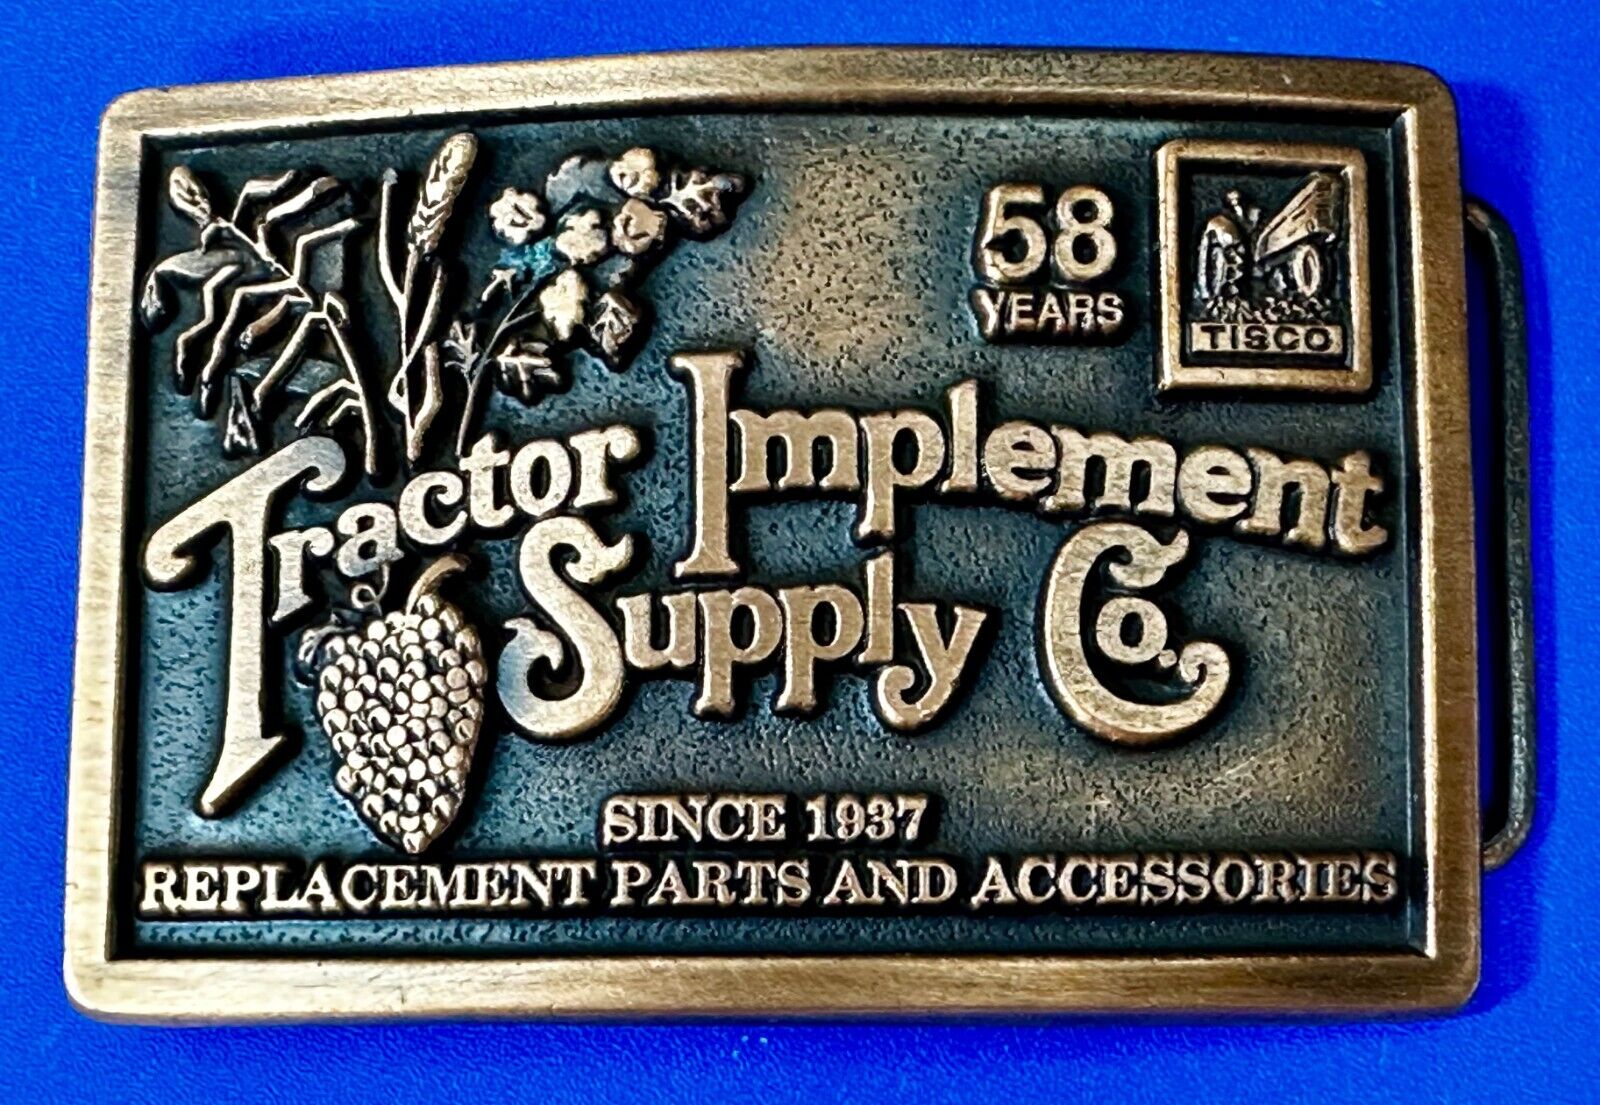 58
YEARS
TISCO
Tractor Implement
Supply Co.
SINCE 1937
REPLACEMENT PARTS AND ACCESSORIES